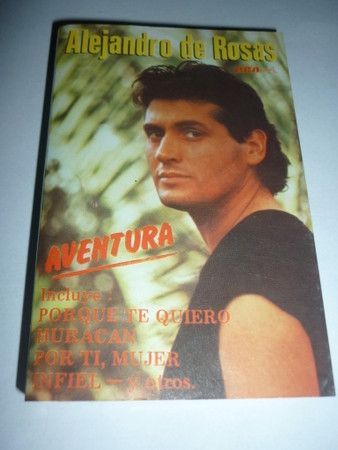 Alejandro de Rosas
AVENTURA
Incluye:
PORQUE TE QUIERO
HURACAN
POR TI, MUJER
INFIEL – y otros.